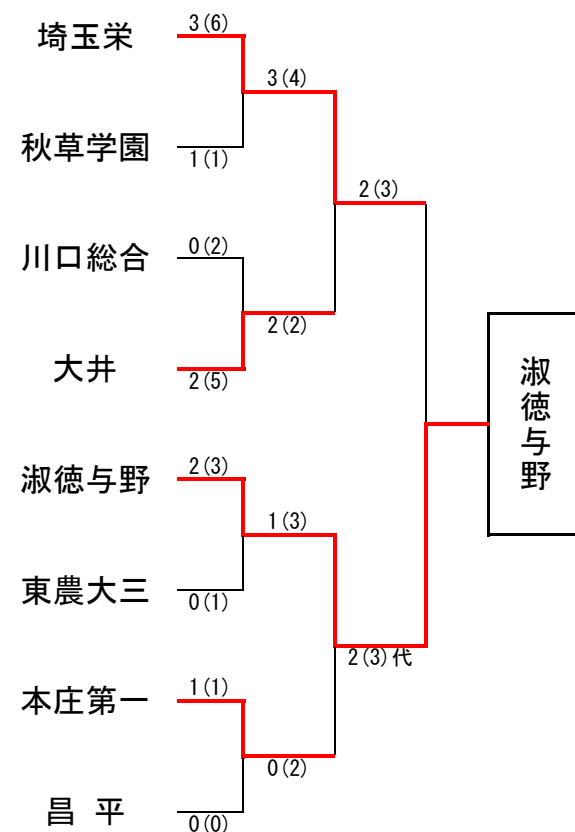 埼玉栄
3(6)
3(4)
秋草学園
1(1)
2(3)
川口総合
0(2)
2(2)
大井
2(5)
淑徳与野
淑徳与野
2(3)
1(3)
東農大三
0(1)
2(3)代
本庄第一
1(1)
0(2)
昌 平
0(0)